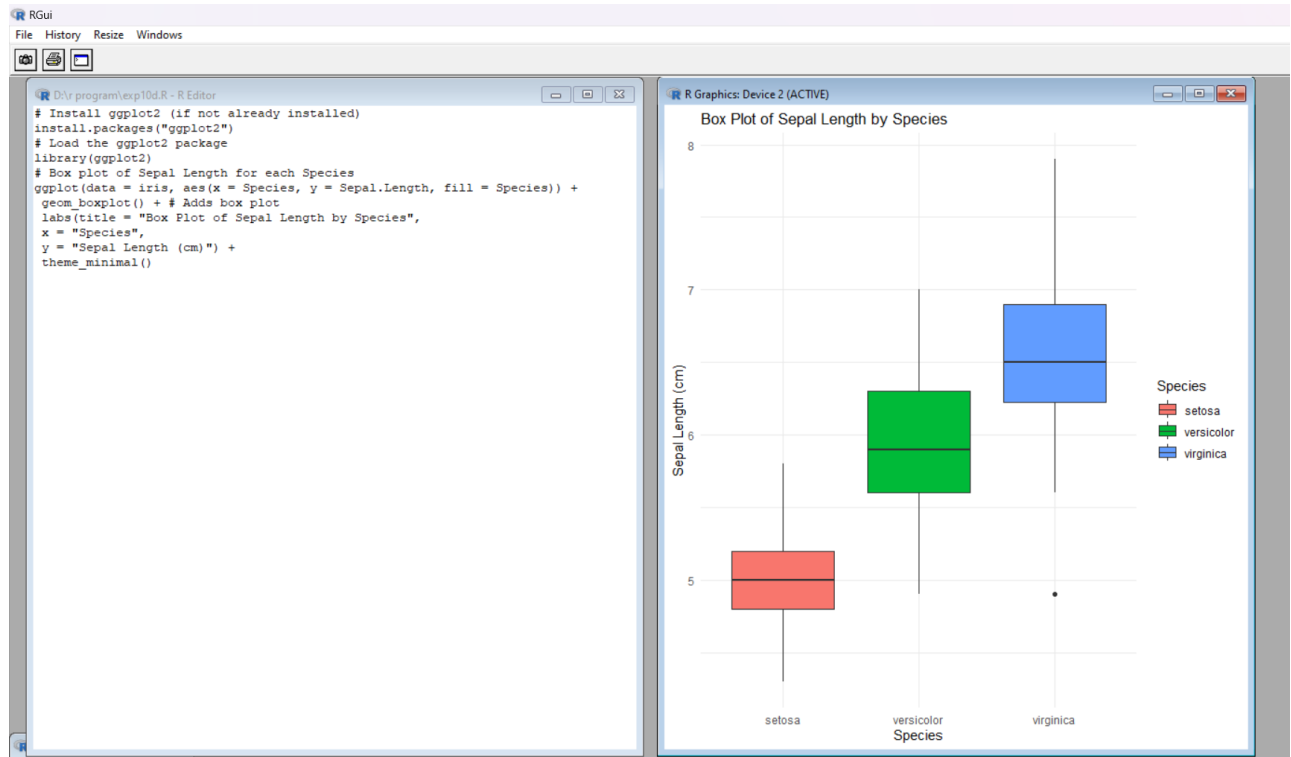 RGui
File History Resize Windows
D:\r program\exp10d.R - R Editor
# Install ggplot2 (if not already installed)
install.packages("ggplot2")
# Load the ggplot2 package
library(ggplot2)
# Box plot of Sepal Length for each Species
ggplot(data = iris, aes(x = Species, y = Sepal.Length, fill = Species)) +
geom_boxplot() + # Adds box plot
labs(title = "Box Plot of Sepal Length by Species",
x = "Species",
y = "Sepal Length (cm)") +
theme_minimal()
R Graphics: Device 2 (ACTIVE)
Box Plot of Sepal Length by Species
8
7
6
5
Sepal Length (cm)
setosa versicolor virginica
Species
Species
setosa
versicolor
virginica